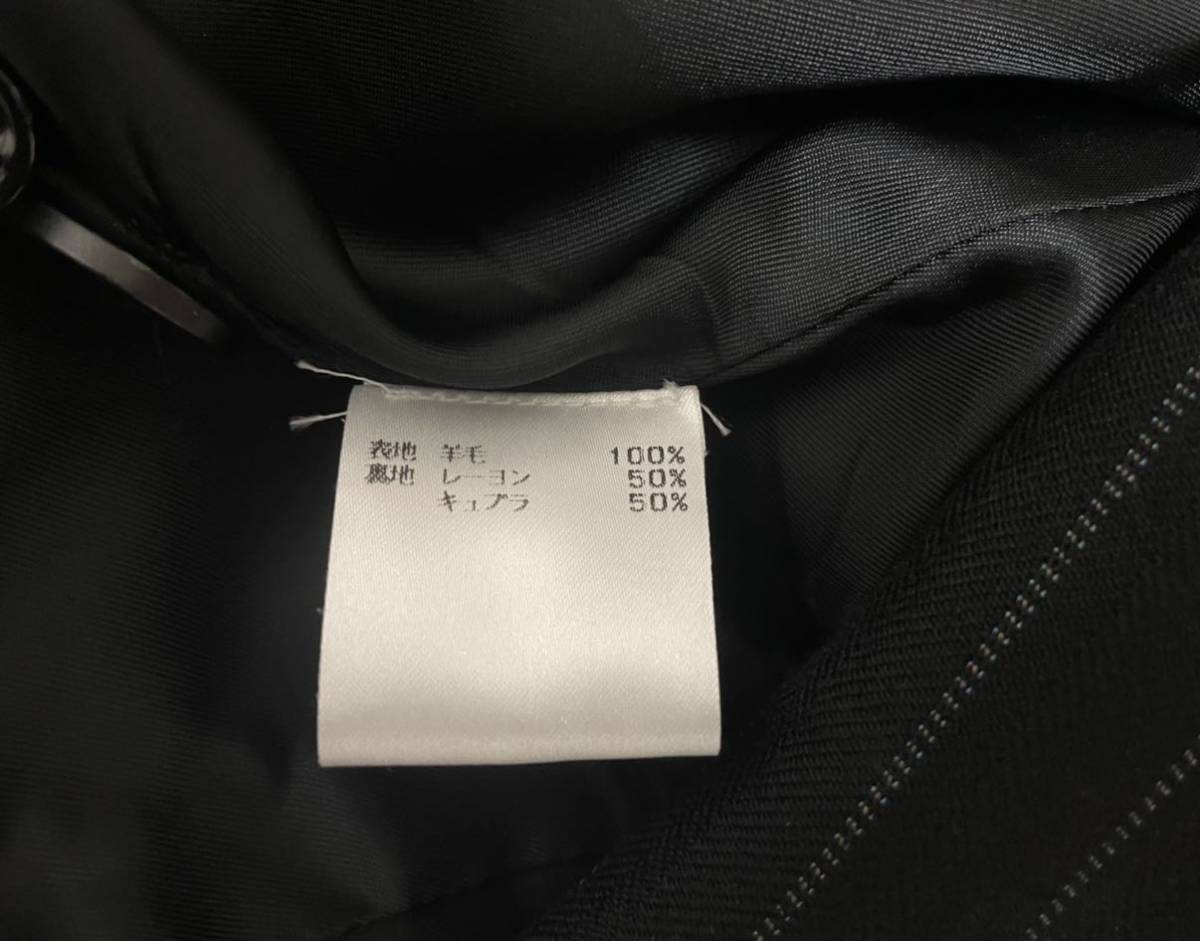 表地 羊毛 100%
裏地 レーヨン 50%
キュプラ 50%